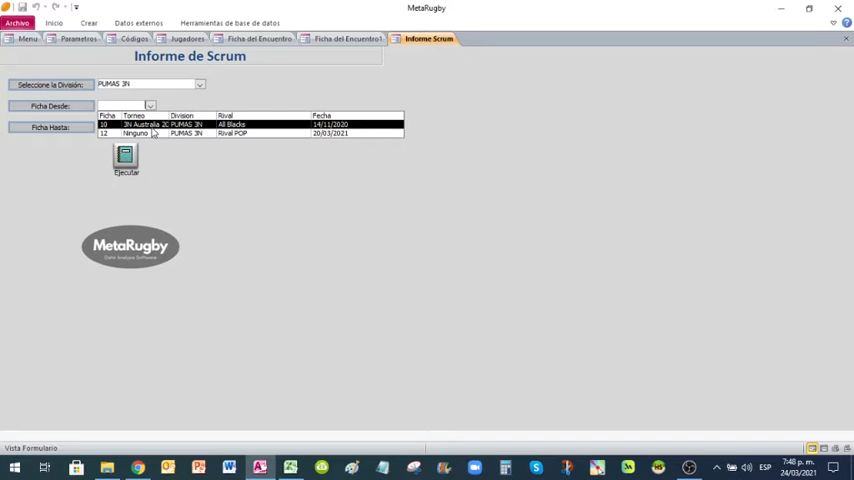 MetaRugby
Archivo Inicio Crear Datos externos Herramientas de base de datos
Menu Parametros Códigos Jugadores Ficha del Encuentro Ficha del Encuentro1 Informe Scrum
Informe de Scrum
Seleccione la División: PUMAS 3N
Ficha Desde:
Ficha Torneo Division Rival Fecha
10 3N Australia 20 PUMAS 3N All Blacks 14/11/2020
Ficha Hasta: 12 Ninguno PUMAS 3N Rival POP 20/03/2021
Ejecutar
MetaRugby
Data Analysis Software
Vista Formulario
ESP 7:48 p. m.
24/03/2021